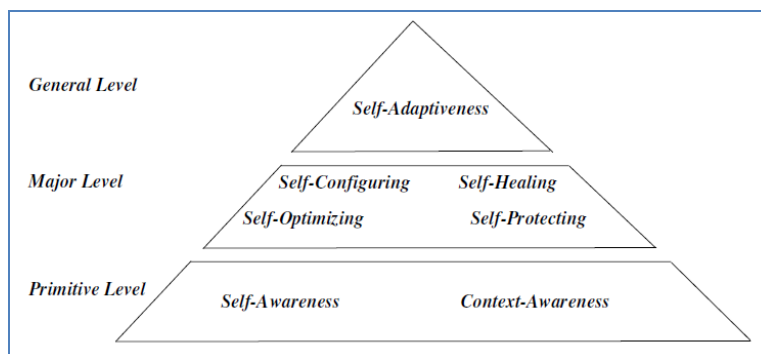 General Level
Self-Adaptiveness
Major Level
Self-Configuring Self-Healing
Self-Optimizing Self-Protecting
Primitive Level
Self-Awareness Context-Awareness